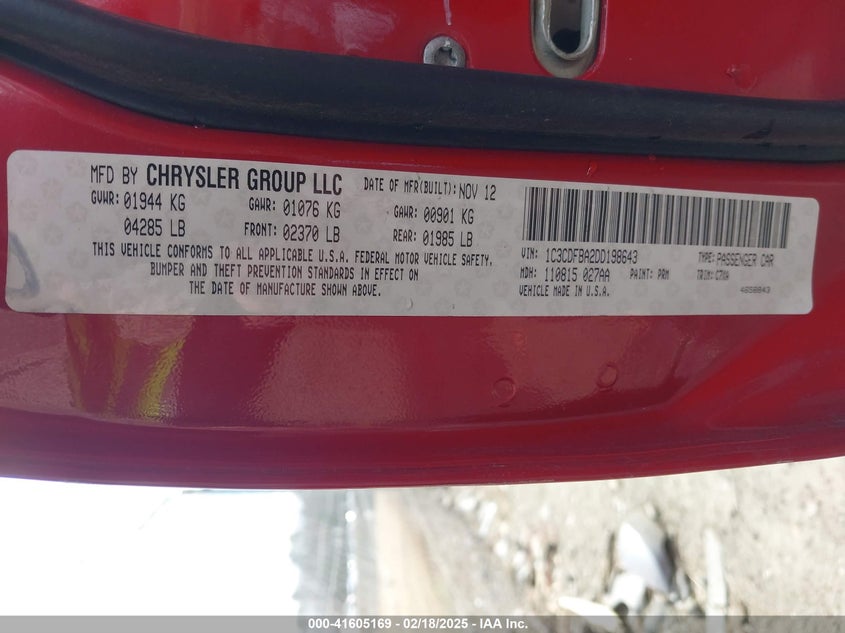 MFD BY CHRYSLER GROUP LLC DATE OF MFR(BUILT): NOV 12
GVWR: 01944 KG GAWR: 01076 KG GAWR: 00901 KG
04285 LB FRONT: 02370 LB REAR: 01985 LB
THIS VEHICLE CONFORMS TO ALL APPLICABLE U.S.A. FEDERAL MOTOR VEHICLE SAFETY,
BUMPER AND THEFT PREVENTION STANDARDS IN EFFECT ON
THE DATE OF MANUFACTURE SHOWN ABOVE.
VIN: 1C3CDFBA2DD198643 TYPE: PASSENGER CAR
MDH: 110815 027AA PAINT: PRM TRIM:
VEHICLE MADE IN U.S.A. 4658843
000-41605169 - 02/18/2025 - IAA Inc.